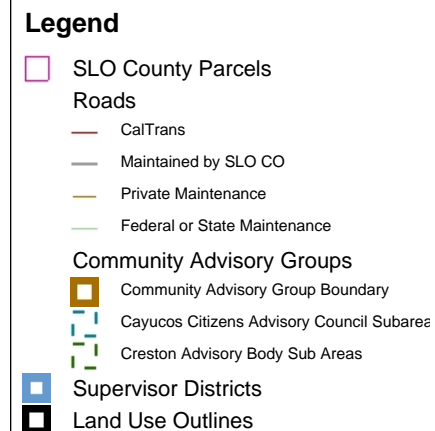 Legend
SLO County Parcels
Roads
CalTrans
Maintained by SLO CO
Private Maintenance
Federal or State Maintenance
Community Advisory Groups
Community Advisory Group Boundary
Cayucos Citizens Advisory Council Subarea
Creston Advisory Body Sub Areas
Supervisor Districts
Land Use Outlines